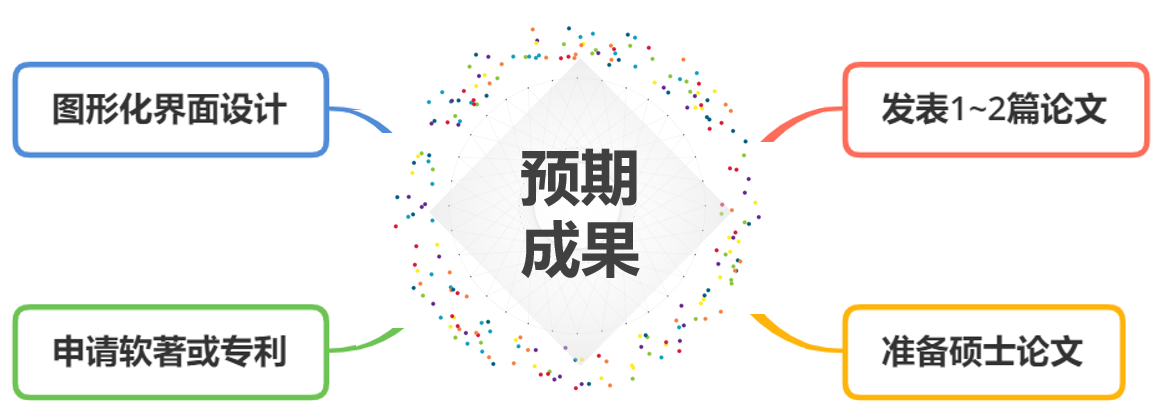 图形化界面设计
发表1~2篇论文
预期
成果
申请软著或专利
准备硕士论文